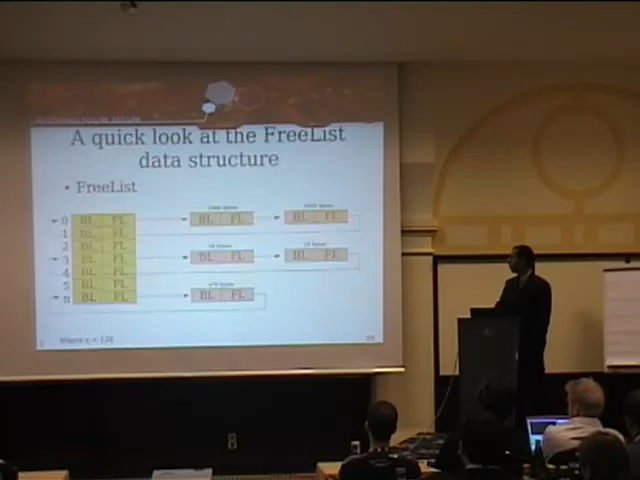 A quick look at the FreeList
data structure
• FreeList
0 BL FL BL FL BL FL
1 BL FL
2 BL FL
3 BL FL BL FL BL FL
4 BL FL
5 BL FL
n BL FL BL FL